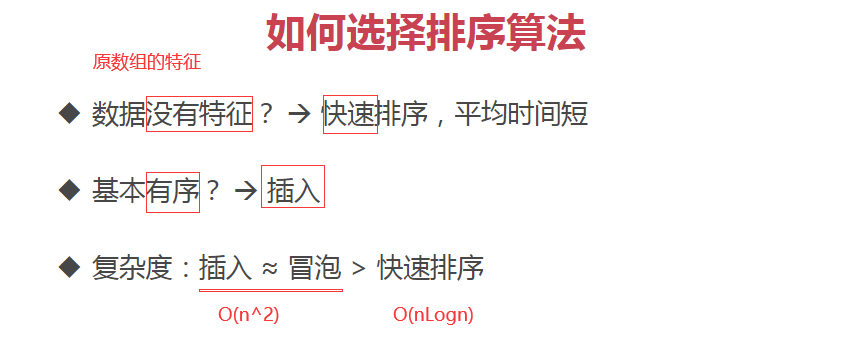 如何选择排序算法
原数组的特征
◆ 数据没有特征？→ 快速排序，平均时间短
◆ 基本有序？→ 插入
◆ 复杂度：插入 ≈ 冒泡 > 快速排序
O(n^2) O(nLogn)